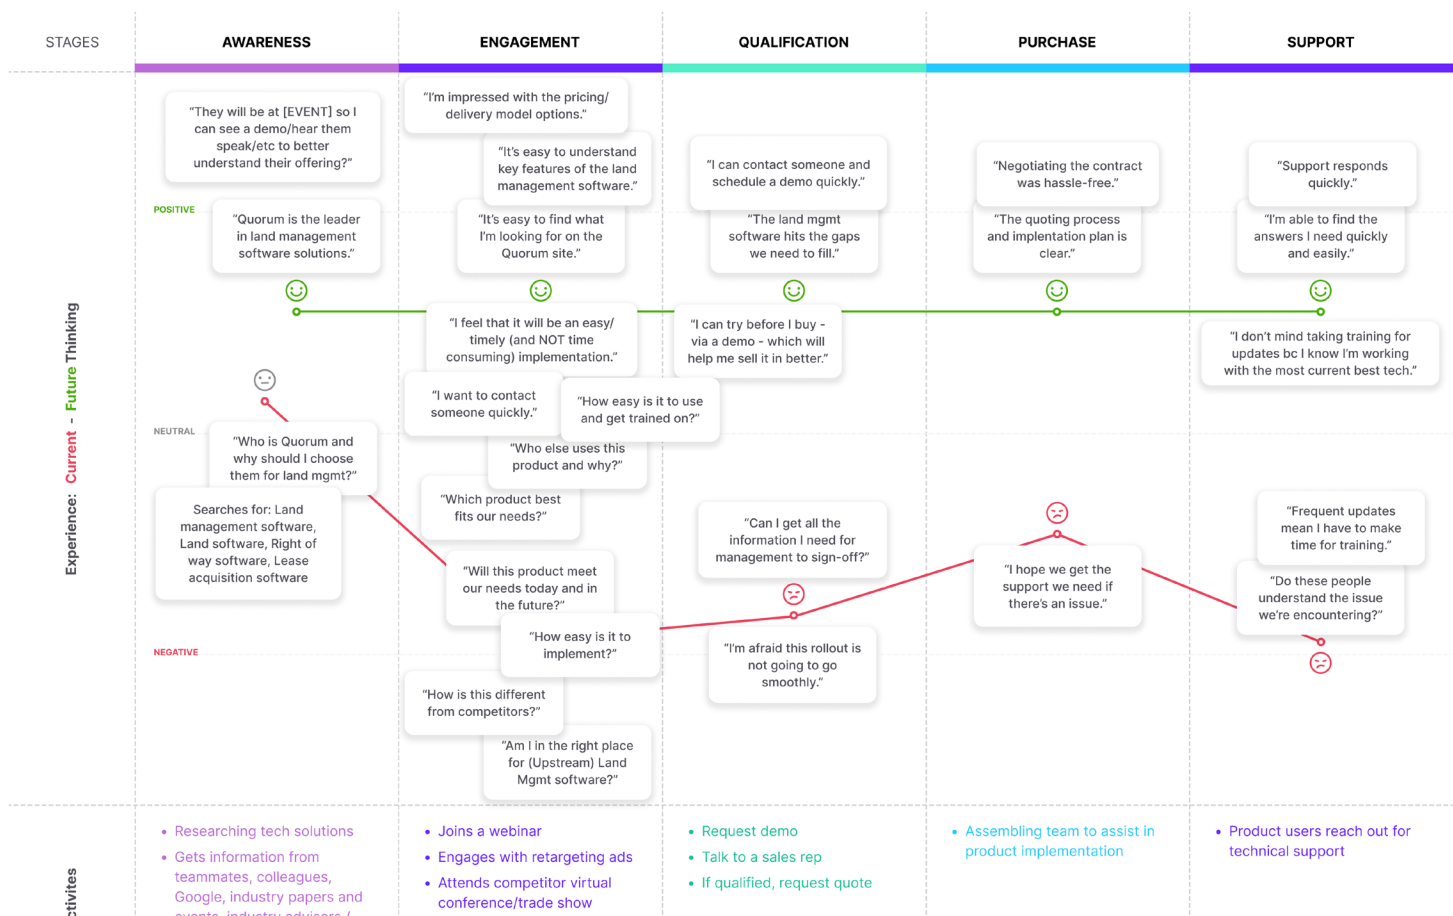 STAGES
AWARENESS
ENGAGEMENT
QUALIFICATION
PURCHASE
SUPPORT
Experience: Current - Future Thinking
POSITIVE
NEUTRAL
NEGATIVE
“They will be at [EVENT] so I
can see a demo/hear them
speak/etc to better
understand their offering?”
“Quorum is the leader
in land management
software solutions.”
“Who is Quorum and
why should I choose
them for land mgmt?”
Searches for: Land
management software,
Land software, Right of
way software, Lease
acquisition software
“I’m impressed with the pricing/
delivery model options.”
“It’s easy to understand
key features of the land
management software.”
“It’s easy to find what
I’m looking for on the
Quorum site.”
“I feel that it will be an easy/
timely (and NOT time
consuming) implementation.”
“I want to contact
someone quickly.”
“How easy is it to use
and get trained on?”
“Who else uses this
product and why?”
“Which product best
fits our needs?”
“Will this product meet
our needs today and in
the future?”
“How easy is it to
implement?”
“How is this different
from competitors?”
“Am I in the right place
for (Upstream) Land
Mgmt software?”
“I can contact someone and
schedule a demo quickly.”
“The land mgmt
software hits the gaps
we need to fill.”
“I can try before I buy -
via a demo - which will
help me sell it in better.”
“Can I get all the
information I need for
management to sign-off?”
“I’m afraid this rollout is
not going to go
smoothly.”
“Negotiating the contract
was hassle-free.”
“The quoting process
and implentation plan is
clear.”
“I hope we get the
support we need if
there’s an issue.”
“Support responds
quickly.”
“I’m able to find the
answers I need quickly
and easily.”
“I don’t mind taking training for
updates bc I know I’m working
with the most current best tech.”
“Frequent updates
mean I have to make
time for training.”
“Do these people
understand the issue
we’re encountering?”
ctivites
• Researching tech solutions
• Gets information from
teammates, colleagues,
Google, industry papers and
events, industry advisors /
• Joins a webinar
• Engages with retargeting ads
• Attends competitor virtual
conference/trade show
• Request demo
• Talk to a sales rep
• If qualified, request quote
• Assembling team to assist in
product implementation
• Product users reach out for
technical support